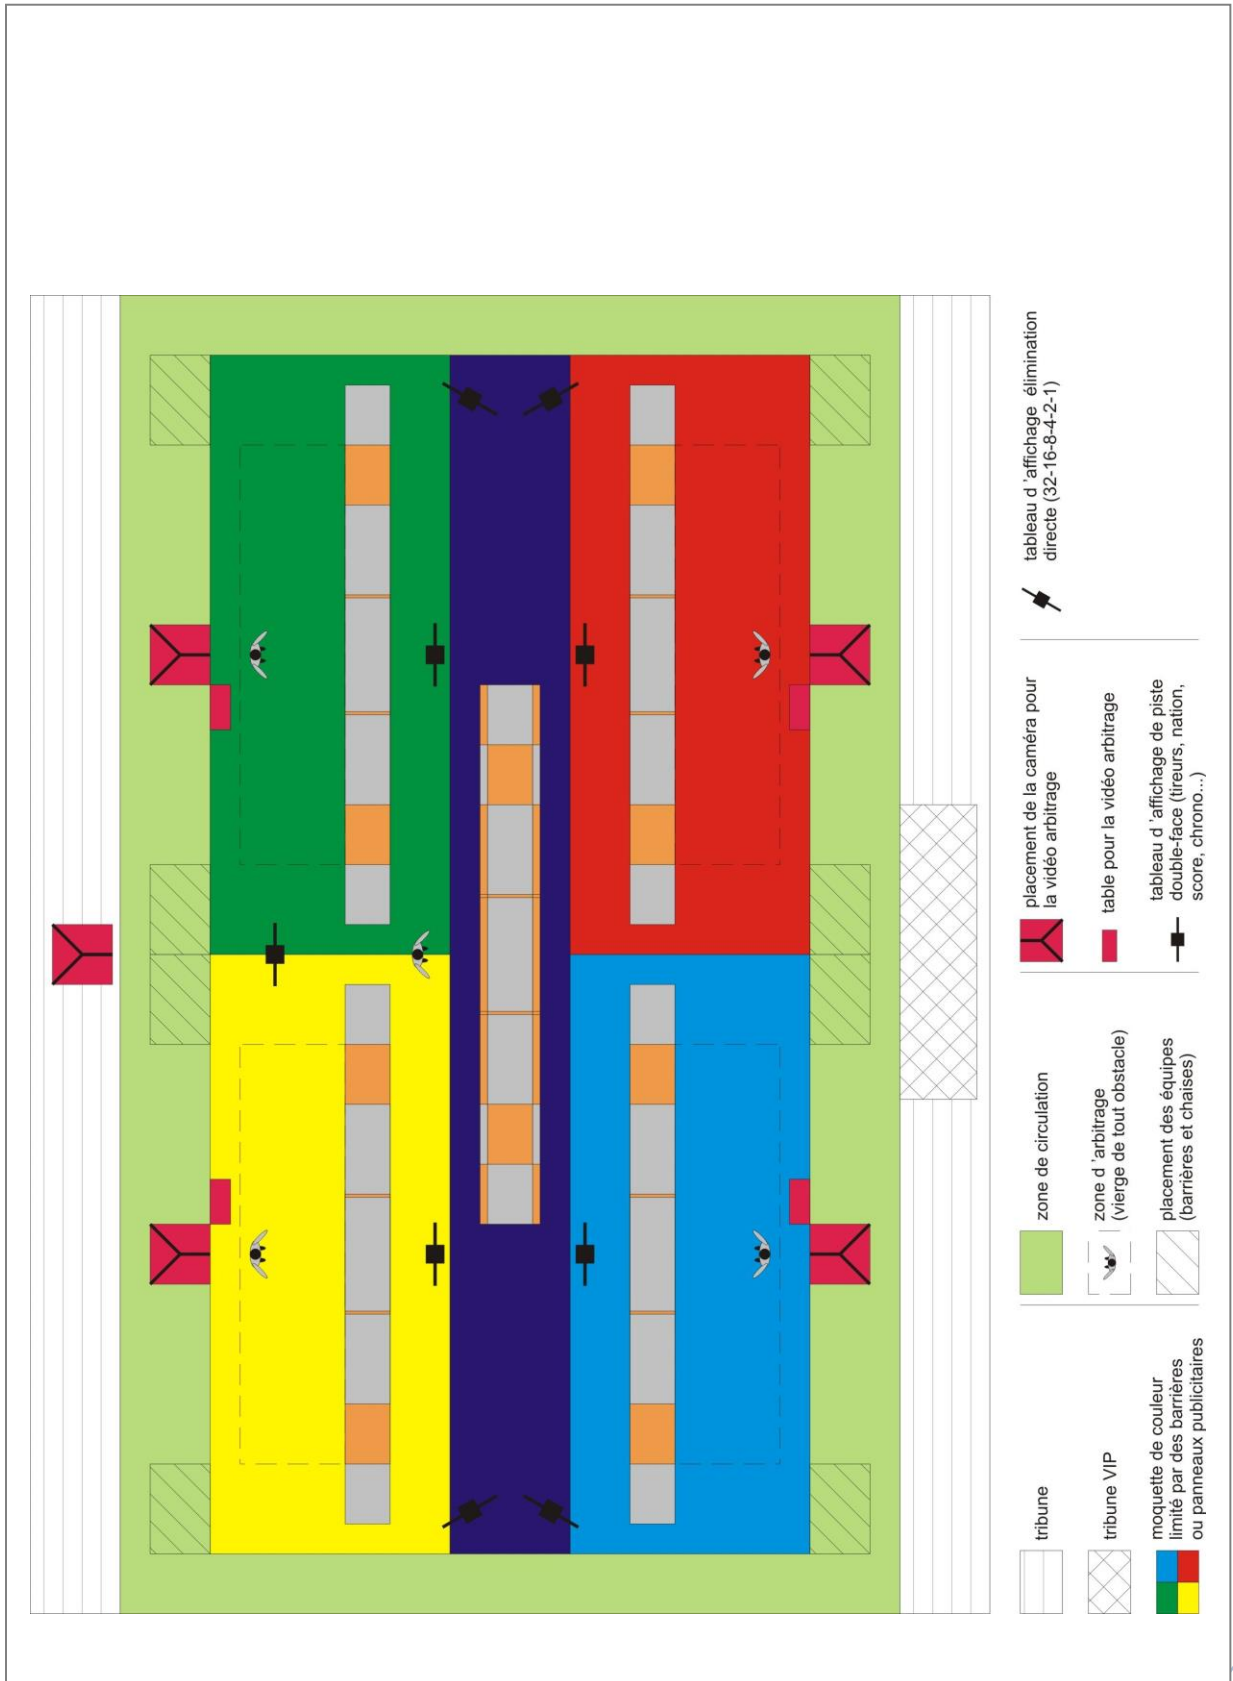 tribune
tribune VIP
moquette de couleur
limité par des barrières
ou panneaux publicitaires
zone de circulation
zone d 'arbitrage
(vierge de tout obstacle)
placement des équipes
(barrières et chaises)
placement de la caméra pour
la vidéo arbitrage
table pour la vidéo arbitrage
tableau d 'affichage de piste
double-face (tireurs, nation,
score, chrono...)
tableau d 'affichage élimination
directe (32-16-8-4-2-1)